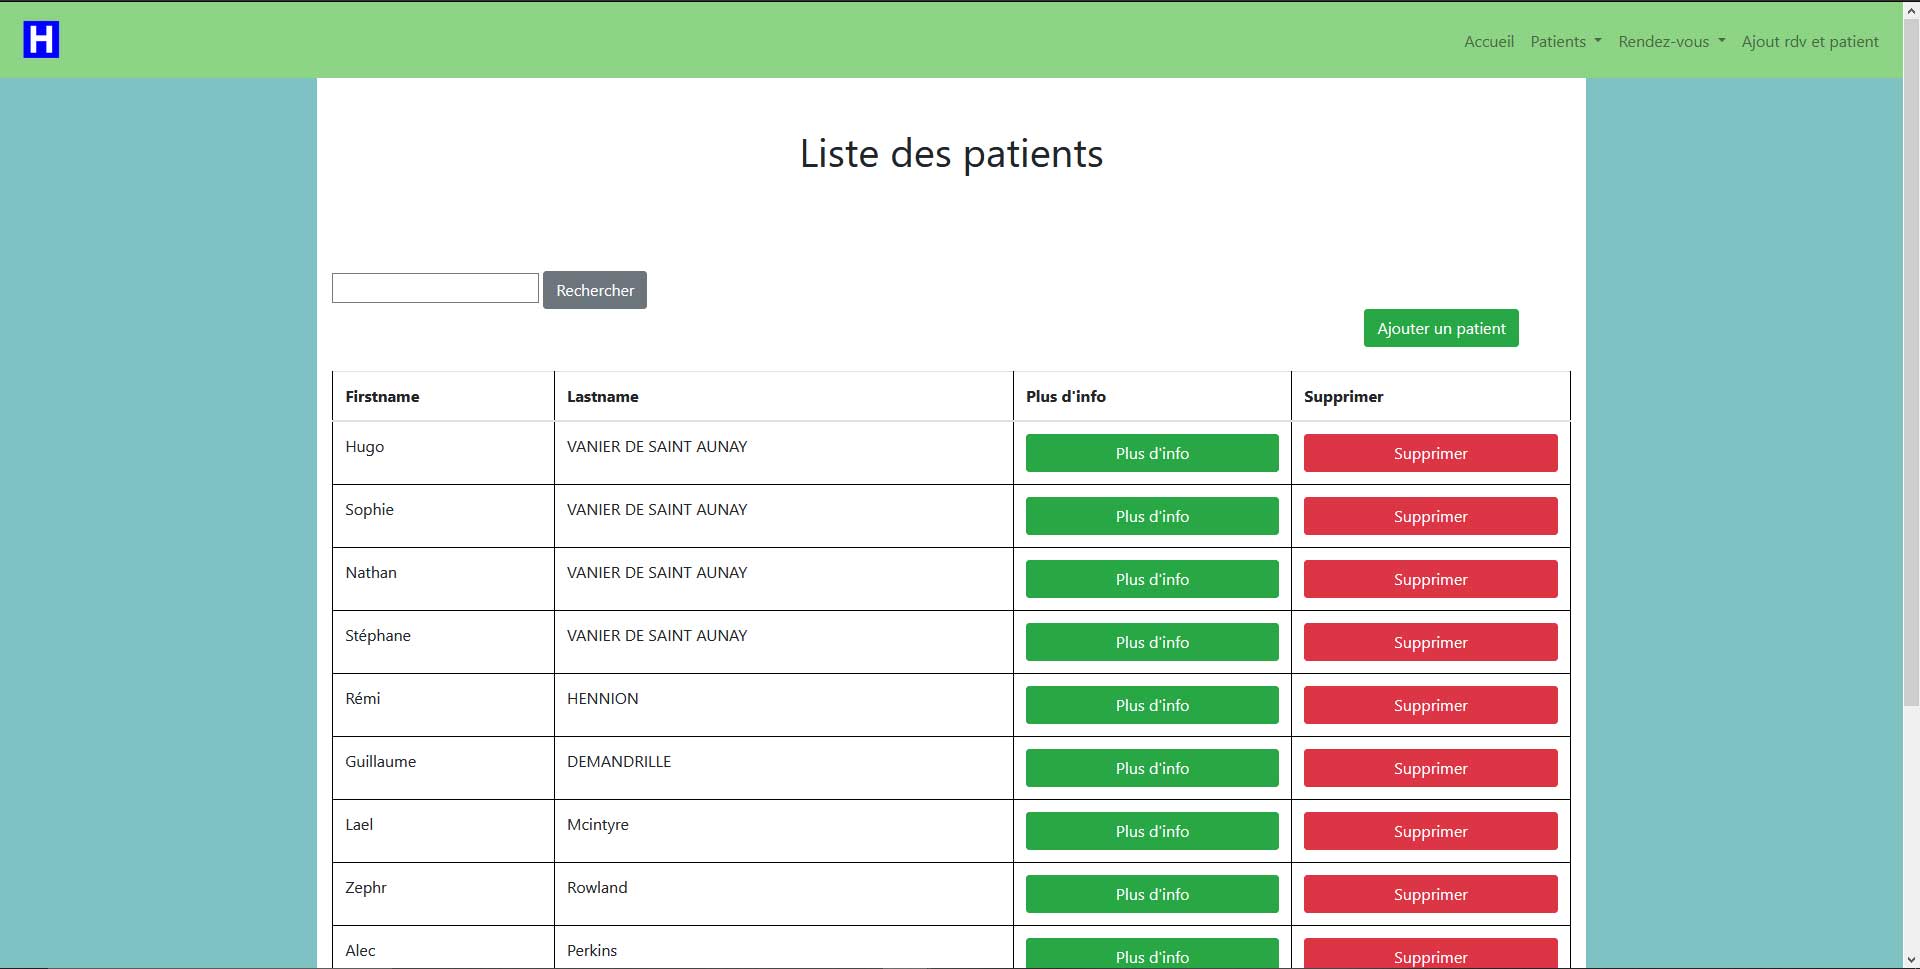 H
Accueil Patients Rendez-vous Ajout rdv et patient
Liste des patients
Rechercher
Ajouter un patient
Firstname Lastname Plus d'info Supprimer
Hugo VANIER DE SAINT AUNAY Plus d'info Supprimer
Sophie VANIER DE SAINT AUNAY Plus d'info Supprimer
Nathan VANIER DE SAINT AUNAY Plus d'info Supprimer
Stéphane VANIER DE SAINT AUNAY Plus d'info Supprimer
Rémi HENNION Plus d'info Supprimer
Guillaume DEMANDRILLE Plus d'info Supprimer
Lael Mcintyre Plus d'info Supprimer
Zephr Rowland Plus d'info Supprimer
Alec Perkins Plus d'info Supprimer